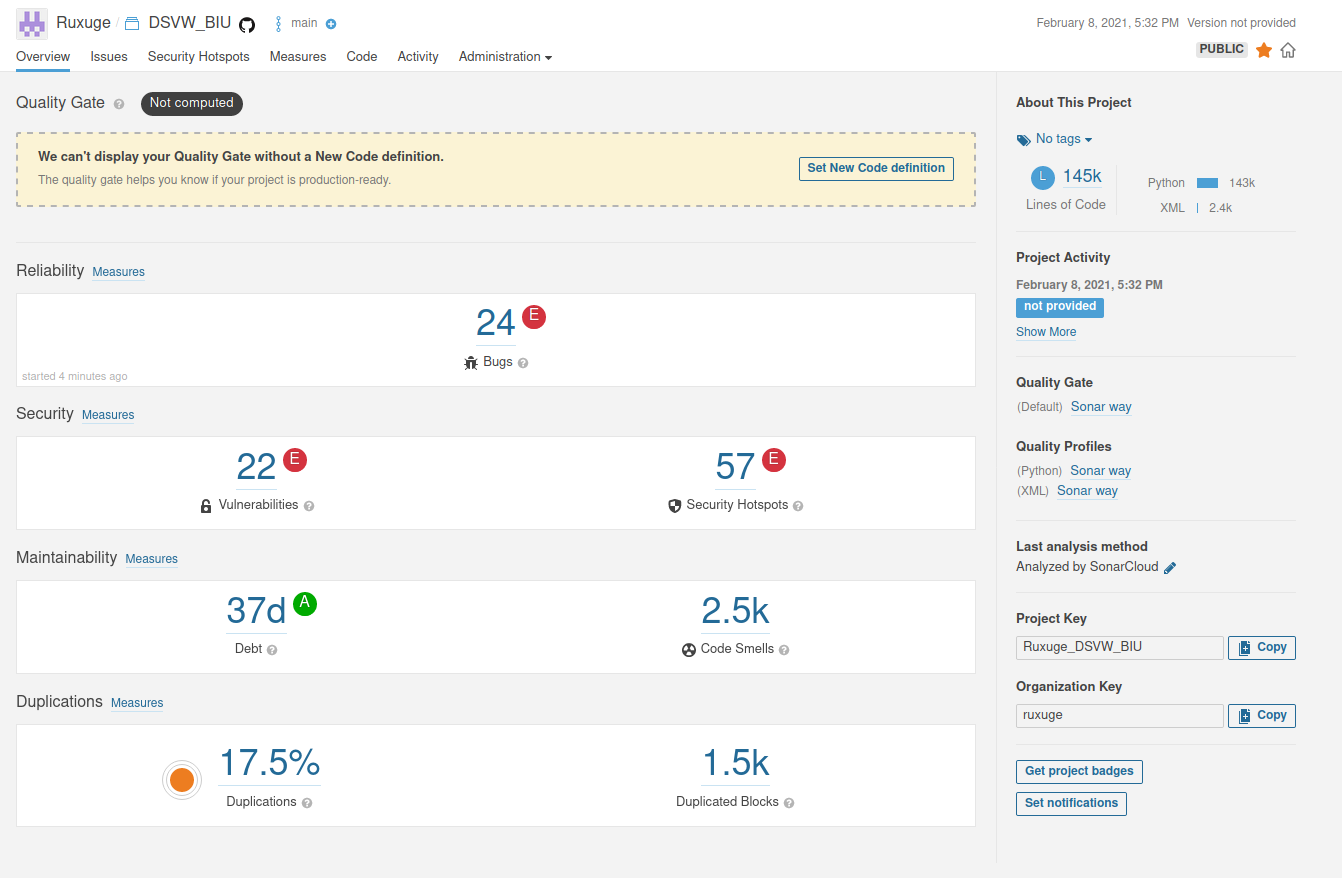 Ruxuge / DSVW_BIU main
February 8, 2021, 5:32 PM Version not provided
Overview Issues Security Hotspots Measures Code Activity Administration
PUBLIC
Quality Gate ? Not computed
We can't display your Quality Gate without a New Code definition.
The quality gate helps you know if your project is production-ready.
Set New Code definition
Reliability Measures
24 E
Bugs ?
started 4 minutes ago
Security Measures
22 E
Vulnerabilities ?
57 E
Security Hotspots ?
Maintainability Measures
37d A
Debt ?
2.5k
Code Smells ?
Duplications Measures
17.5%
Duplications ?
1.5k
Duplicated Blocks ?
About This Project
No tags
L 145k
Lines of Code
Python 143k
XML 2.4k
Project Activity
February 8, 2021, 5:32 PM
not provided
Show More
Quality Gate
(Default) Sonar way
Quality Profiles
(Python) Sonar way
(XML) Sonar way
Last analysis method
Analyzed by SonarCloud
Project Key
Ruxuge_DSVW_BIU Copy
Organization Key
ruxuge Copy
Get project badges
Set notifications